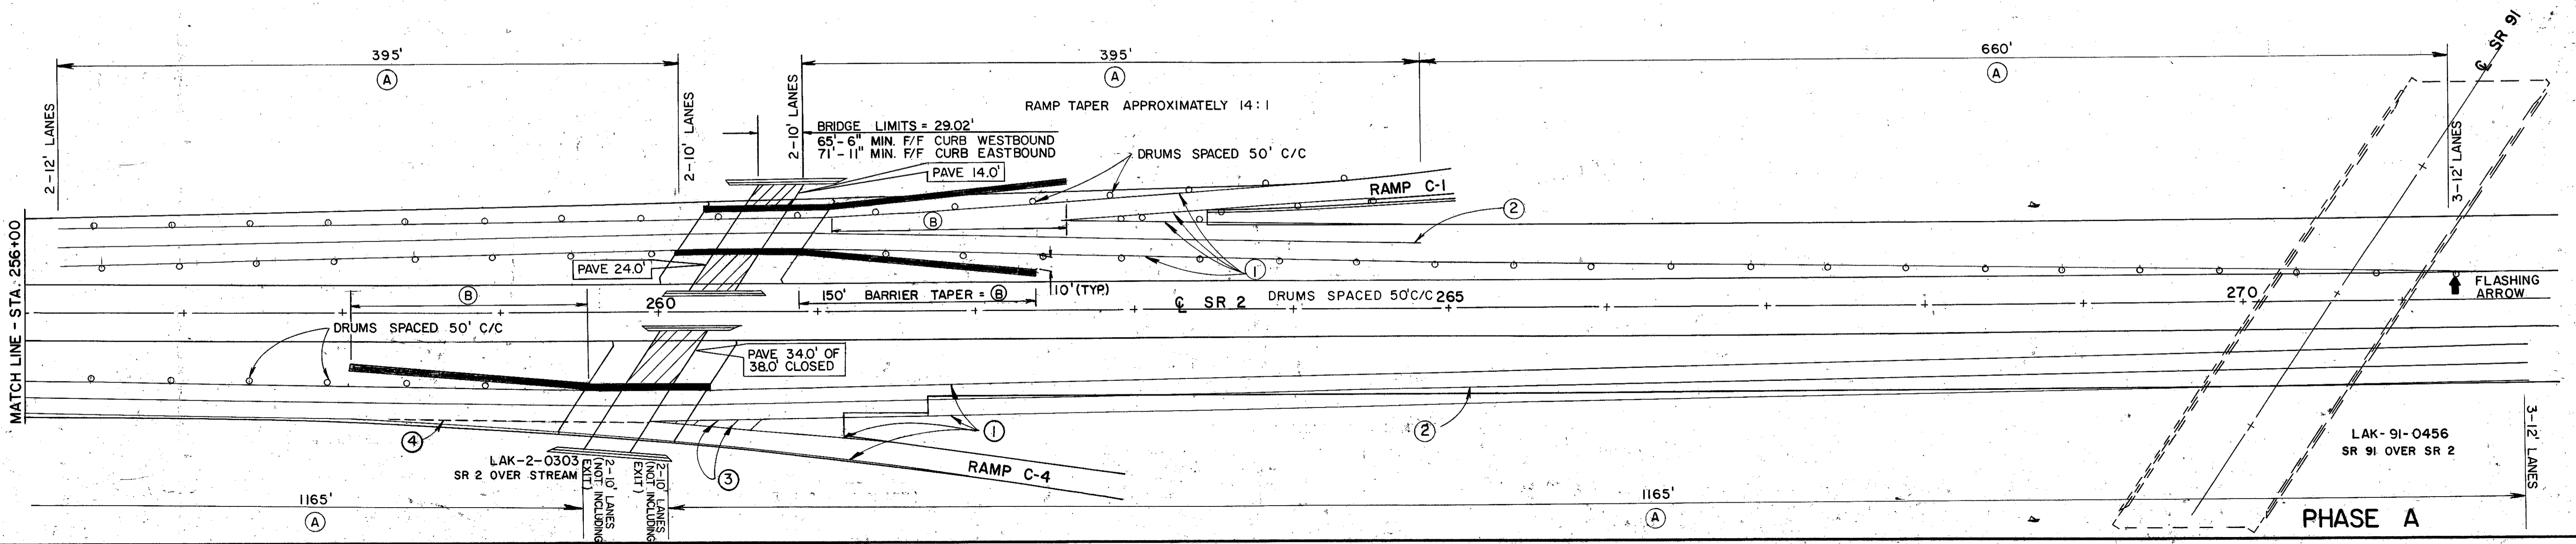 395'
395'
660'
Ⓐ
Ⓐ
Ⓐ
℄ SR 91
2-12' LANES
2-10' LANES
2-10' LANES
3-12' LANES
RAMP TAPER APPROXIMATELY 14:1
BRIDGE LIMITS = 29.02'
65'-6" MIN. F/F CURB WESTBOUND
71'-11" MIN. F/F CURB EASTBOUND
DRUMS SPACED 50' C/C
PAVE 14.0'
RAMP C-1
②
Ⓑ
①
PAVE 24.0'
10' (TYP.)
MATCH LINE - STA. 256+00
Ⓑ
260
150' BARRIER TAPER = Ⓑ
℄ SR 2
DRUMS SPACED 50'C/C
265
270
FLASHING
ARROW
DRUMS SPACED 50' C/C
PAVE 34.0' OF
38.0' CLOSED
④
①
②
③
LAK-2-0303
SR 2 OVER STREAM
2-10' LANES
(NOT INCLUDING
EXIT)
2-10' LANES
(NOT INCLUDING
EXIT)
RAMP C-4
LAK-91-0456
SR 91 OVER SR 2
3-12' LANES
1165'
Ⓐ
1165'
Ⓐ
PHASE A